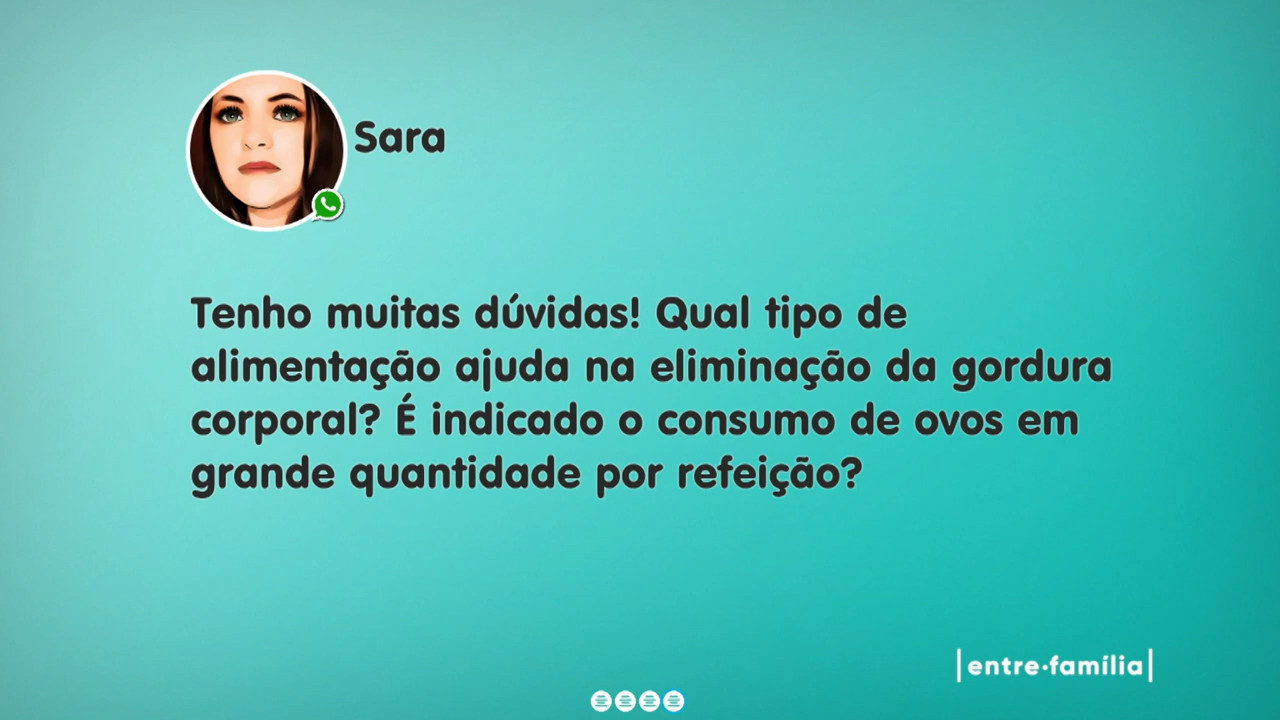 Sara
Tenho muitas dúvidas! Qual tipo de
alimentação ajuda na eliminação da gordura
corporal? É indicado o consumo de ovos em
grande quantidade por refeição?
|entre·família|